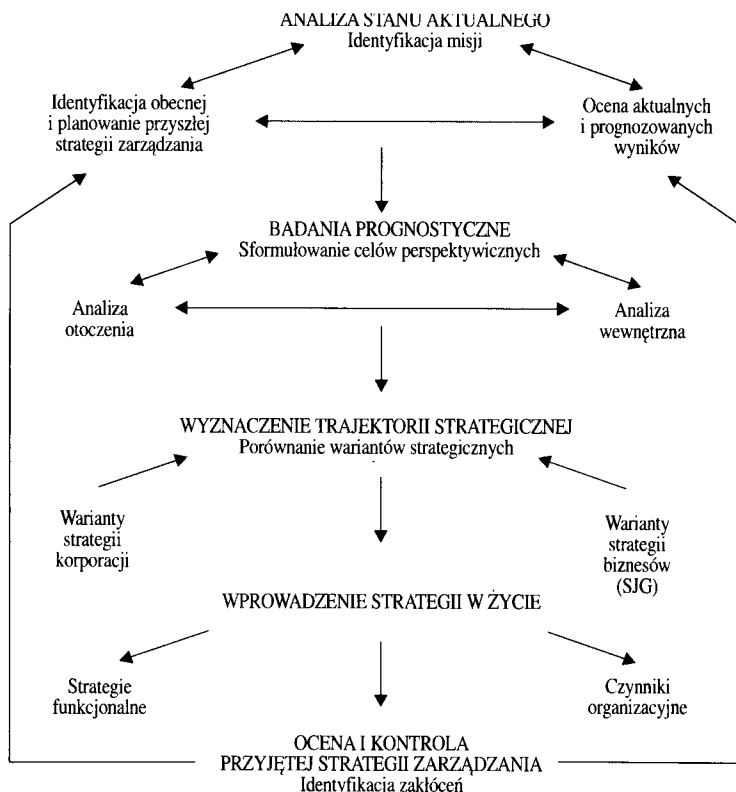 ANALIZA STANU AKTUALNEGO
Identyfikacja misji
Identyfikacja obecnej
i planowanie przyszłej
strategii zarządzania
Ocena aktualnych
i prognozowanych
wyników
BADANIA PROGNOSTYCZNE
Sformułowanie celów perspektywicznych
Analiza
otoczenia
Analiza
wewnętrzna
WYZNACZENIE TRAJEKTORII STRATEGICZNEJ
Porównanie wariantów strategicznych
Warianty
strategii
korporacji
Warianty
strategii
biznesów
(SJG)
WPROWADZENIE STRATEGII W ŻYCIE
Strategie
funkcjonalne
Czynniki
organizacyjne
OCENA I KONTROLA
PRZYJĘTEJ STRATEGII ZARZĄDZANIA
Identyfikacja zakłóceń